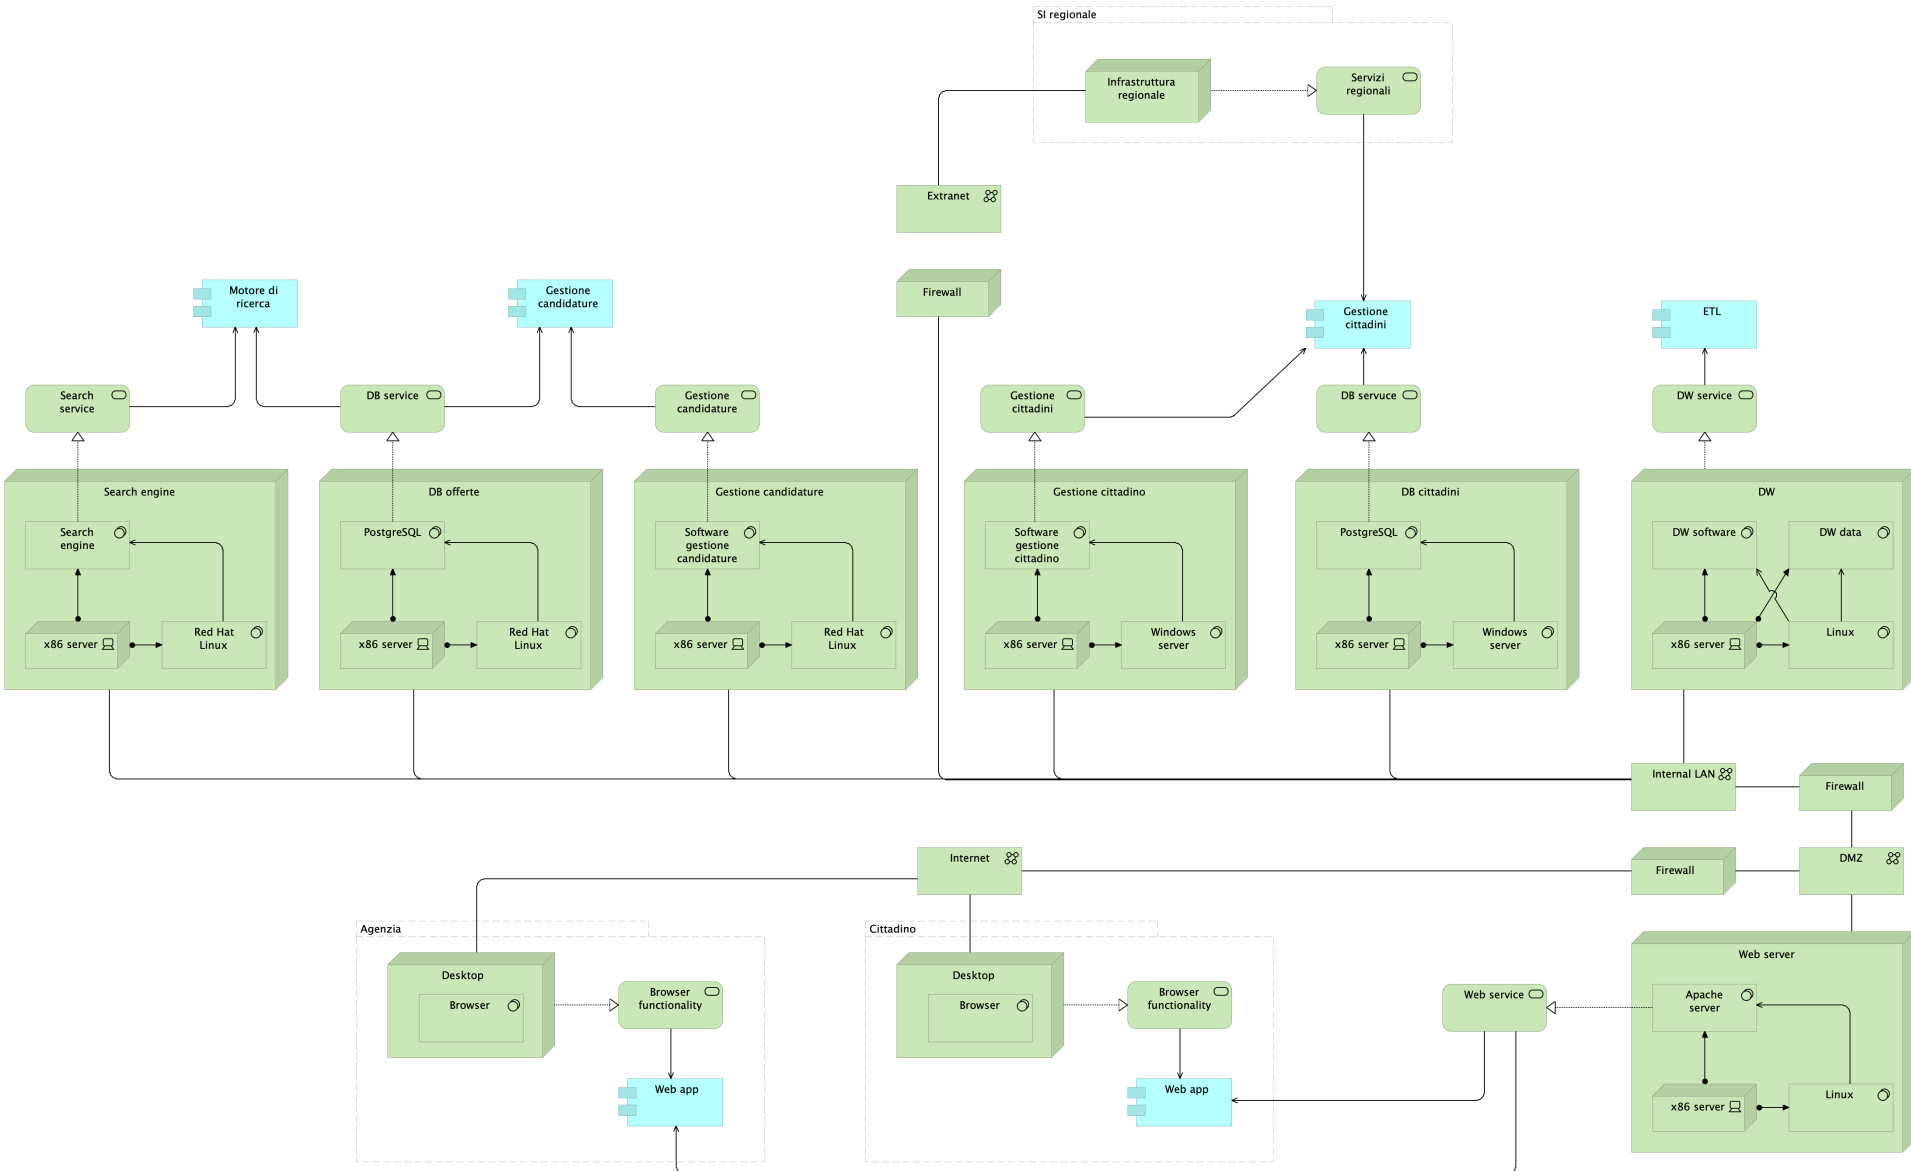 SI regionale
Infrastruttura
regionale
Servizi
regionali
Extranet
Motore di
ricerca
Gestione
candidature
Firewall
Gestione
cittadini
ETL
Search
service
DB service
Gestione
candidature
Gestione
cittadini
DB servuce
DW service
Search engine
Search
engine
x86 server
Red Hat
Linux
DB offerte
PostgreSQL
x86 server
Red Hat
Linux
Gestione candidature
Software
gestione
candidature
x86 server
Red Hat
Linux
Gestione cittadino
Software
gestione
cittadino
x86 server
Windows
server
DB cittadini
PostgreSQL
x86 server
Windows
server
DW
DW software
DW data
x86 server
Linux
Internal LAN
Firewall
Internet
Firewall
DMZ
Agenzia
Desktop
Browser
Browser
functionality
Web app
Cittadino
Desktop
Browser
Browser
functionality
Web app
Web service
Web server
Apache
server
x86 server
Linux